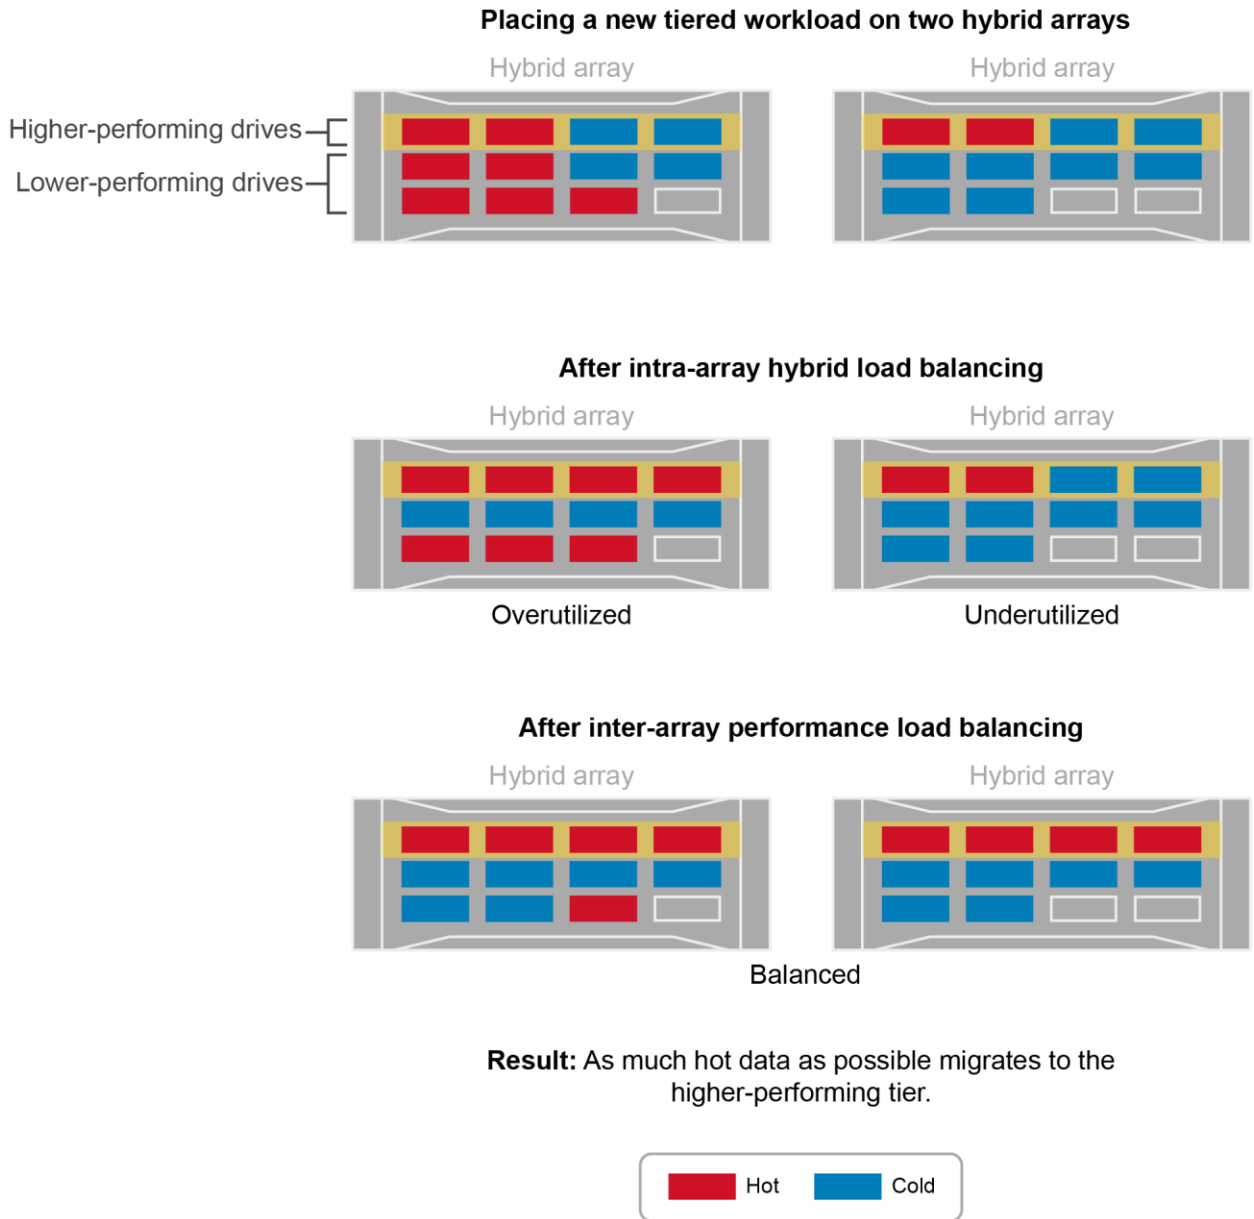 Placing a new tiered workload on two hybrid arrays
Hybrid array
Hybrid array
Higher-performing drives
Lower-performing drives
After intra-array hybrid load balancing
Hybrid array
Hybrid array
Overutilized
Underutilized
After inter-array performance load balancing
Hybrid array
Hybrid array
Balanced
Result: As much hot data as possible migrates to the
higher-performing tier.
Hot
Cold